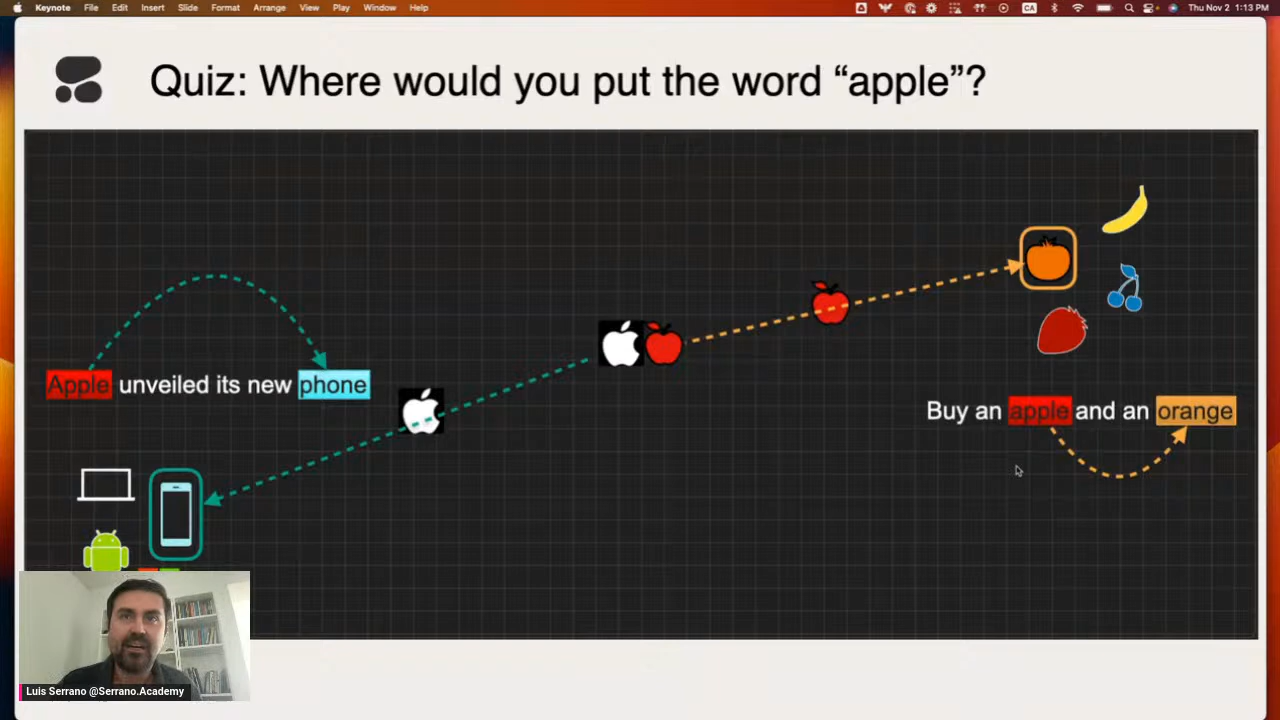 Keynote File Edit Insert Slide Format Arrange View Play Window Help CA Thu Nov 2 1:13 PM
Quiz: Where would you put the word “apple”?
Apple unveiled its new phone
Buy an apple and an orange
Luis Serrano @Serrano.Academy